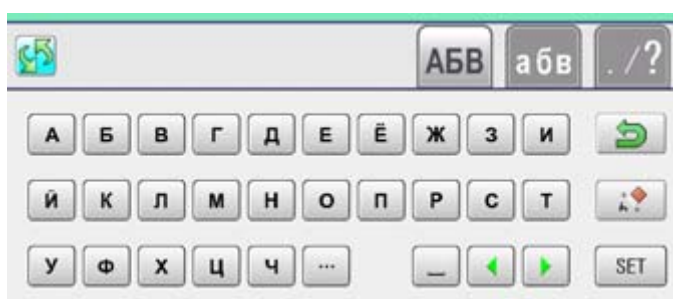 АБВ абв ./?
А Б В Г Д Е Ё Ж З И
Й К Л М Н О П Р С Т
У Ф Х Ц Ч ... _ SET